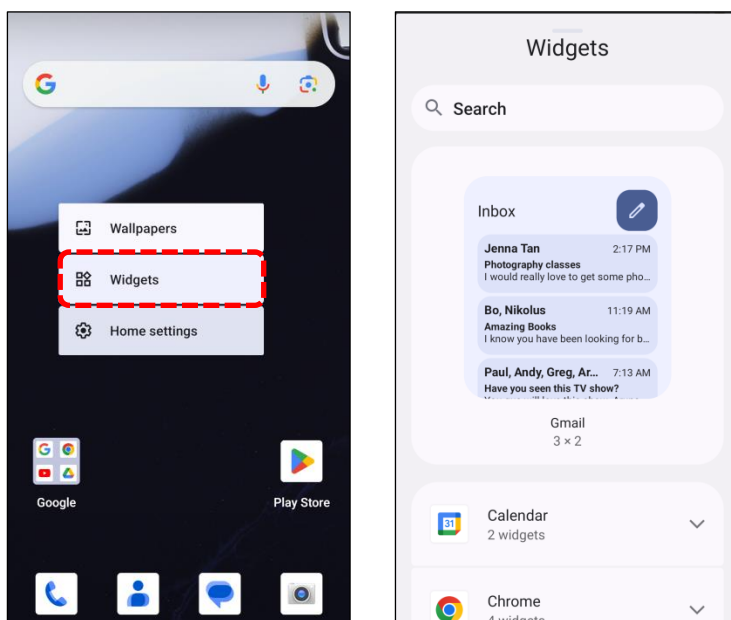 Wallpapers
Widgets
Home settings
Google
Play Store
Widgets
Search
Inbox
Jenna Tan 2:17 PM
Photography classes
I would really love to get some pho...
Bo, Nikolus 11:19 AM
Amazing Books
I know you have been looking for b...
Paul, Andy, Greg, Ar... 7:13 AM
Have you seen this TV show?
Gmail
3 × 2
31
Calendar
2 widgets
Chrome
4 widgets